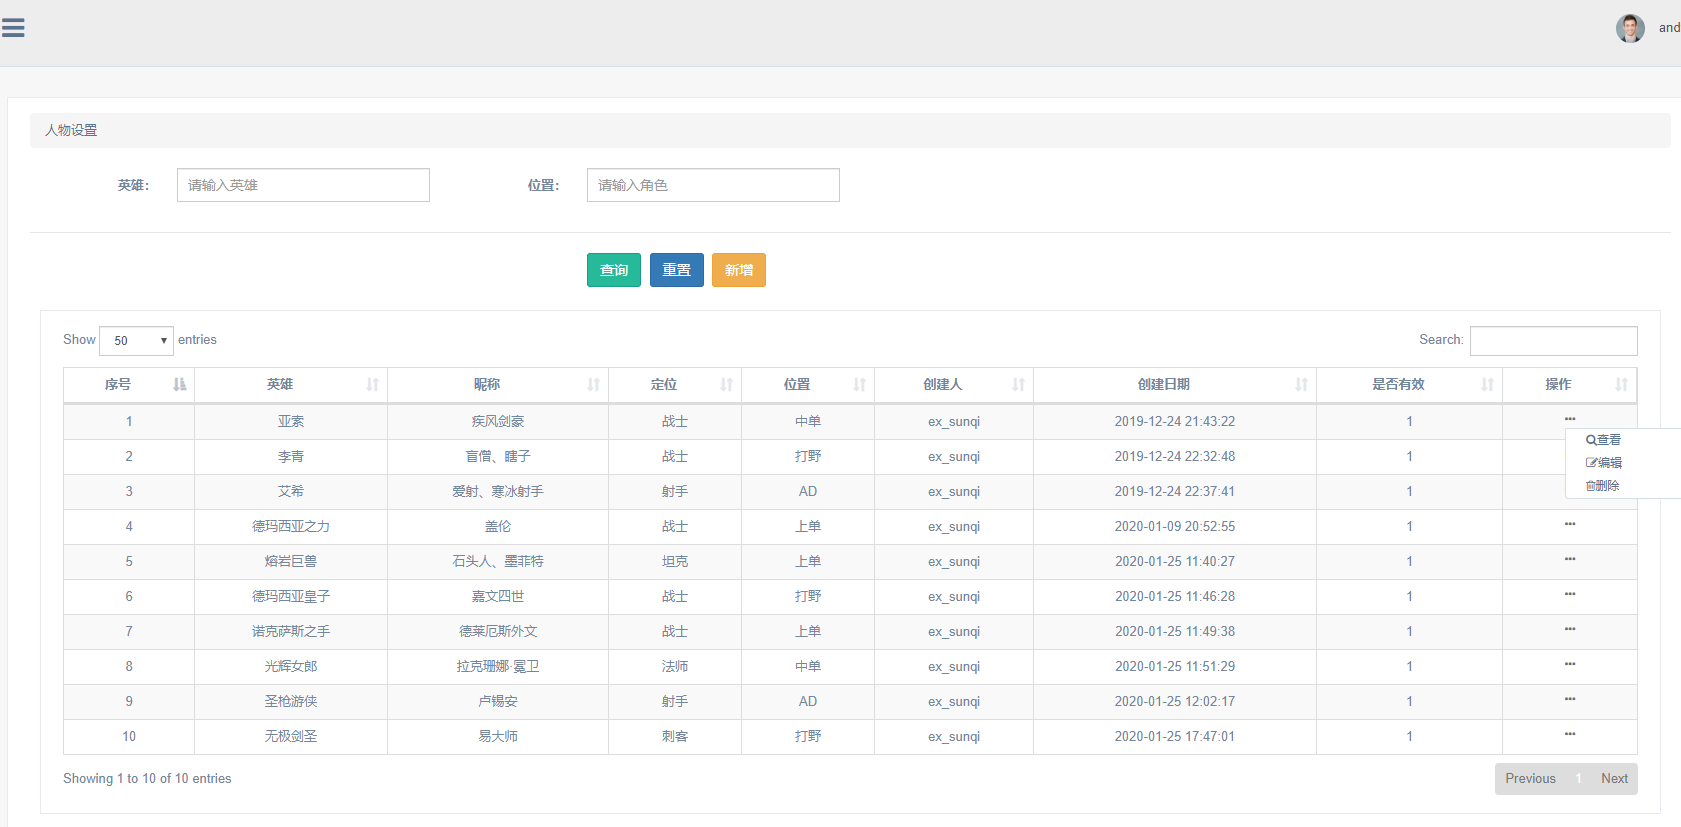 and
人物设置
英雄： 请输入英雄 位置： 请输入角色
查询 重置 新增
Show 50 entries Search:
序号 英雄 昵称 定位 位置 创建人 创建日期 是否有效 操作
1 亚索 疾风剑豪 战士 中单 ex_sunqi 2019-12-24 21:43:22 1 ···
查看
2 李青 盲僧、瞎子 战士 打野 ex_sunqi 2019-12-24 22:32:48 1
编辑
3 艾希 爱射、寒冰射手 射手 AD ex_sunqi 2019-12-24 22:37:41 1
删除
4 德玛西亚之力 盖伦 战士 上单 ex_sunqi 2020-01-09 20:52:55 1 ···
5 熔岩巨兽 石头人、墨菲特 坦克 上单 ex_sunqi 2020-01-25 11:40:27 1 ···
6 德玛西亚皇子 嘉文四世 战士 打野 ex_sunqi 2020-01-25 11:46:28 1 ···
7 诺克萨斯之手 德莱厄斯外文 战士 上单 ex_sunqi 2020-01-25 11:49:38 1 ···
8 光辉女郎 拉克珊娜·冕卫 法师 中单 ex_sunqi 2020-01-25 11:51:29 1 ···
9 圣枪游侠 卢锡安 射手 AD ex_sunqi 2020-01-25 12:02:17 1 ···
10 无极剑圣 易大师 刺客 打野 ex_sunqi 2020-01-25 17:47:01 1 ···
Showing 1 to 10 of 10 entries Previous 1 Next